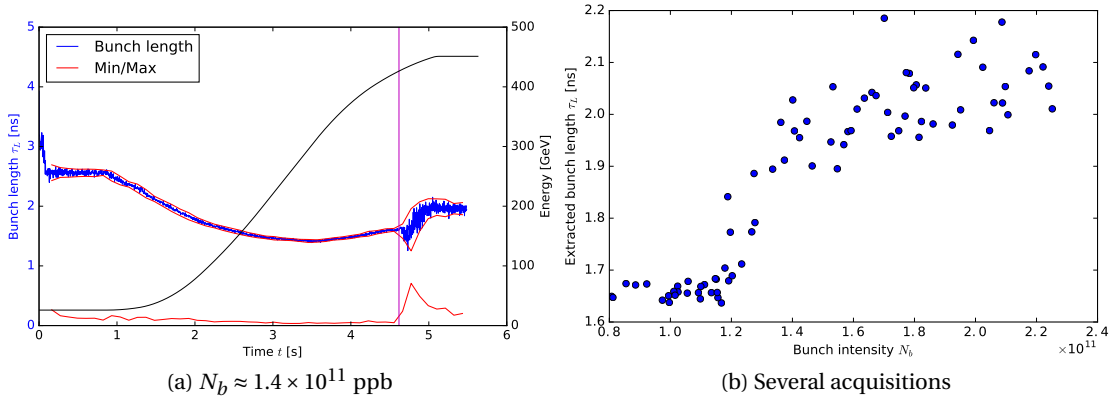 Bunch length
Min/Max
5
4
3
2
1
0
Bunch length τ_L [ns]
500
400
300
200
100
0
Energy [GeV]
0 1 2 3 4 5 6
Time t [s]
(a) N_b ≈ 1.4 × 10^11 ppb
2.2
2.1
2.0
1.9
1.8
1.7
1.6
Extracted bunch length τ_L [ns]
0.8 1.0 1.2 1.4 1.6 1.8 2.0 2.2 2.4
×10^11
Bunch intensity N_b
(b) Several acquisitions